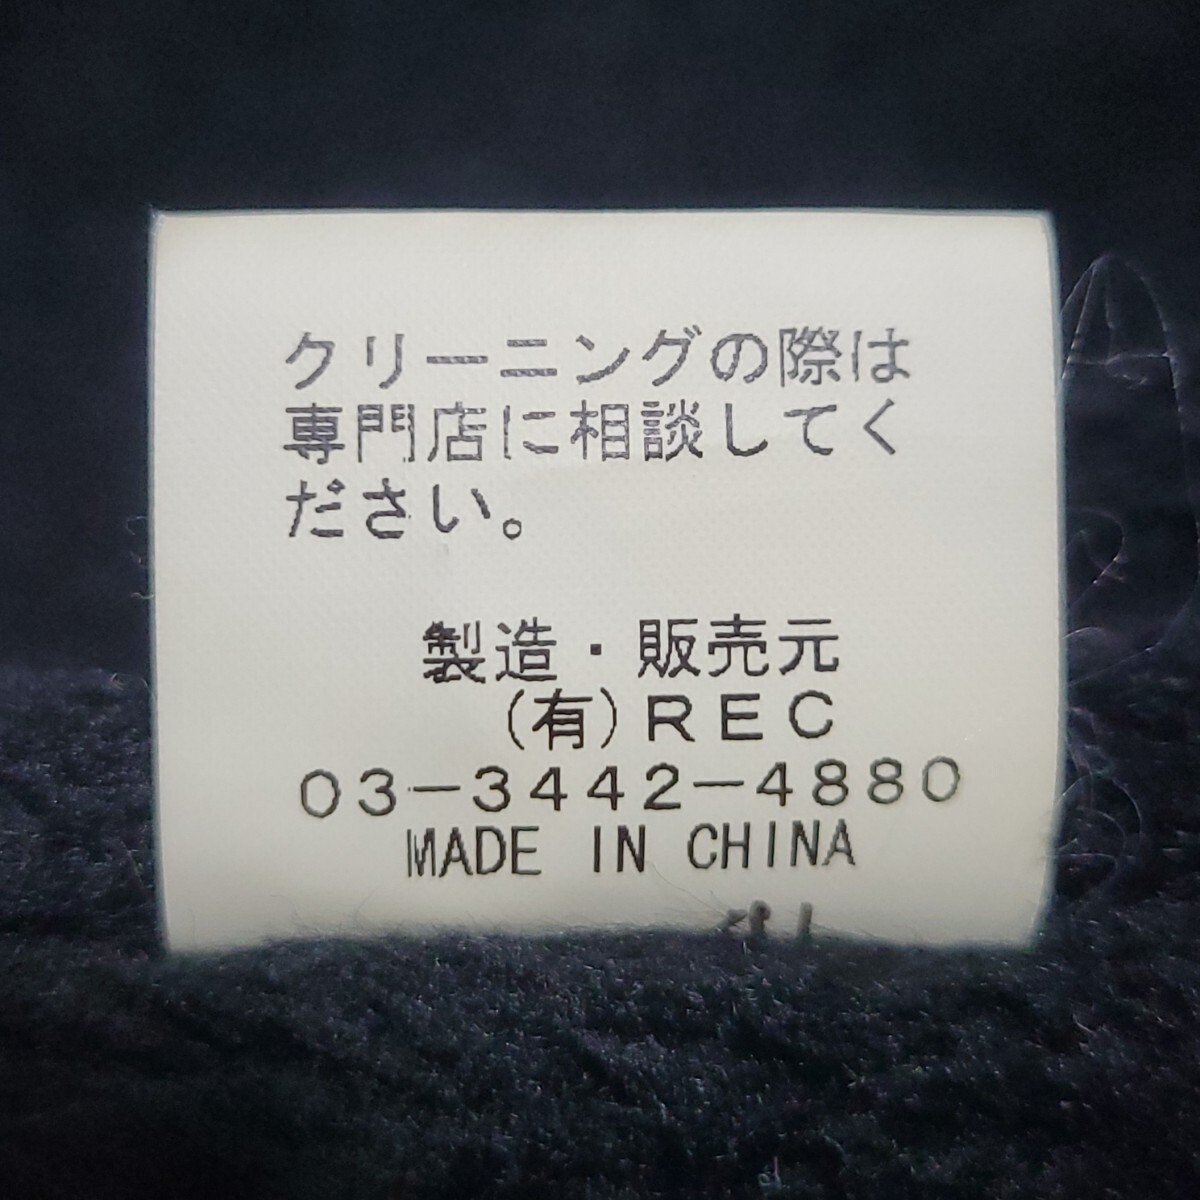 クリーニングの際は
専門店に相談してく
ださい。
製造・販売元
(有)REC
03-3442-4880
MADE IN CHINA